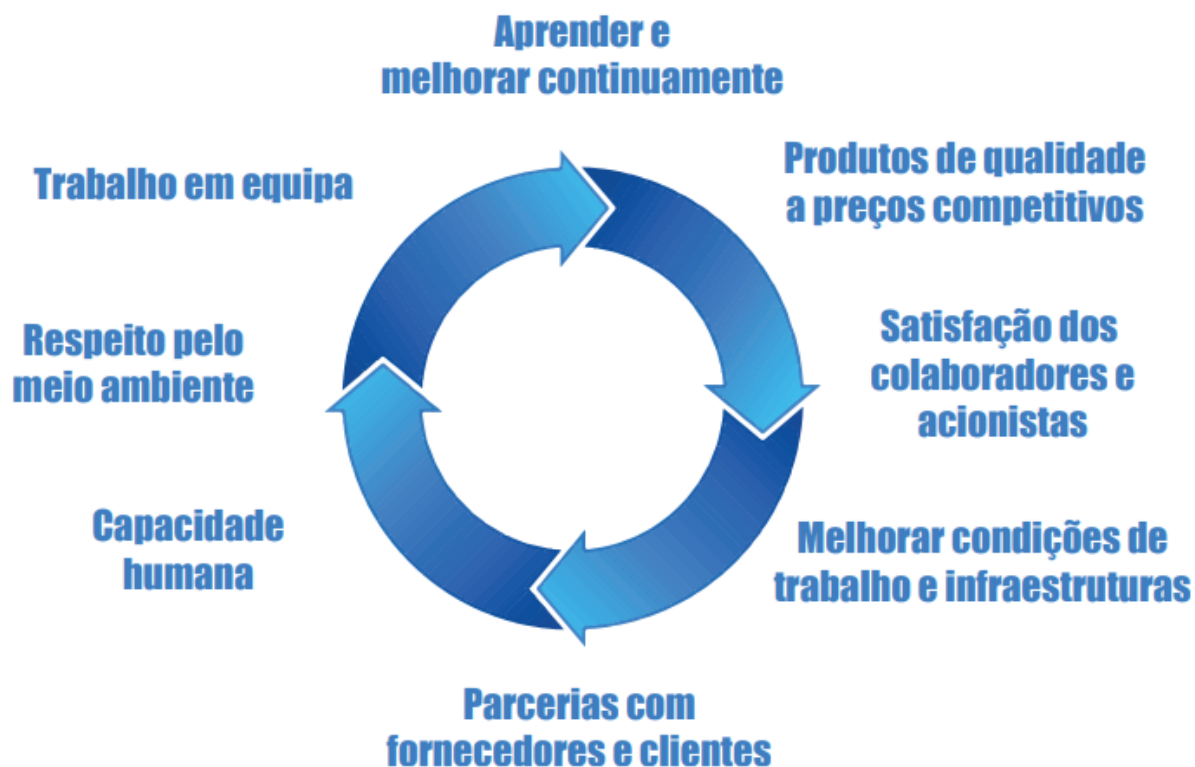 Aprender e
melhorar continuamente
Produtos de qualidade
a preços competitivos
Satisfação dos
colaboradores e
acionistas
Melhorar condições de
trabalho e infraestruturas
Parcerias com
fornecedores e clientes
Capacidade
humana
Respeito pelo
meio ambiente
Trabalho em equipa